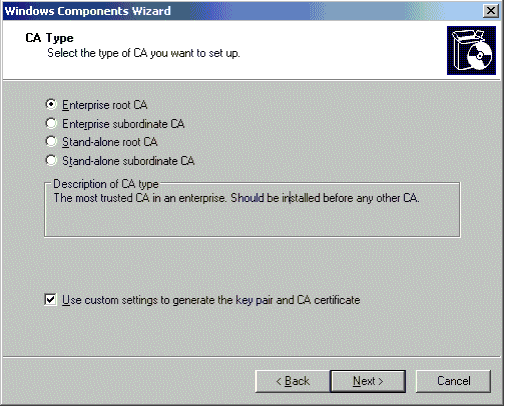 Windows Components Wizard
CA Type
Select the type of CA you want to set up.
Enterprise root CA
Enterprise subordinate CA
Stand-alone root CA
Stand-alone subordinate CA
Description of CA type
The most trusted CA in an enterprise. Should be installed before any other CA.
Use custom settings to generate the key pair and CA certificate
< Back Next > Cancel